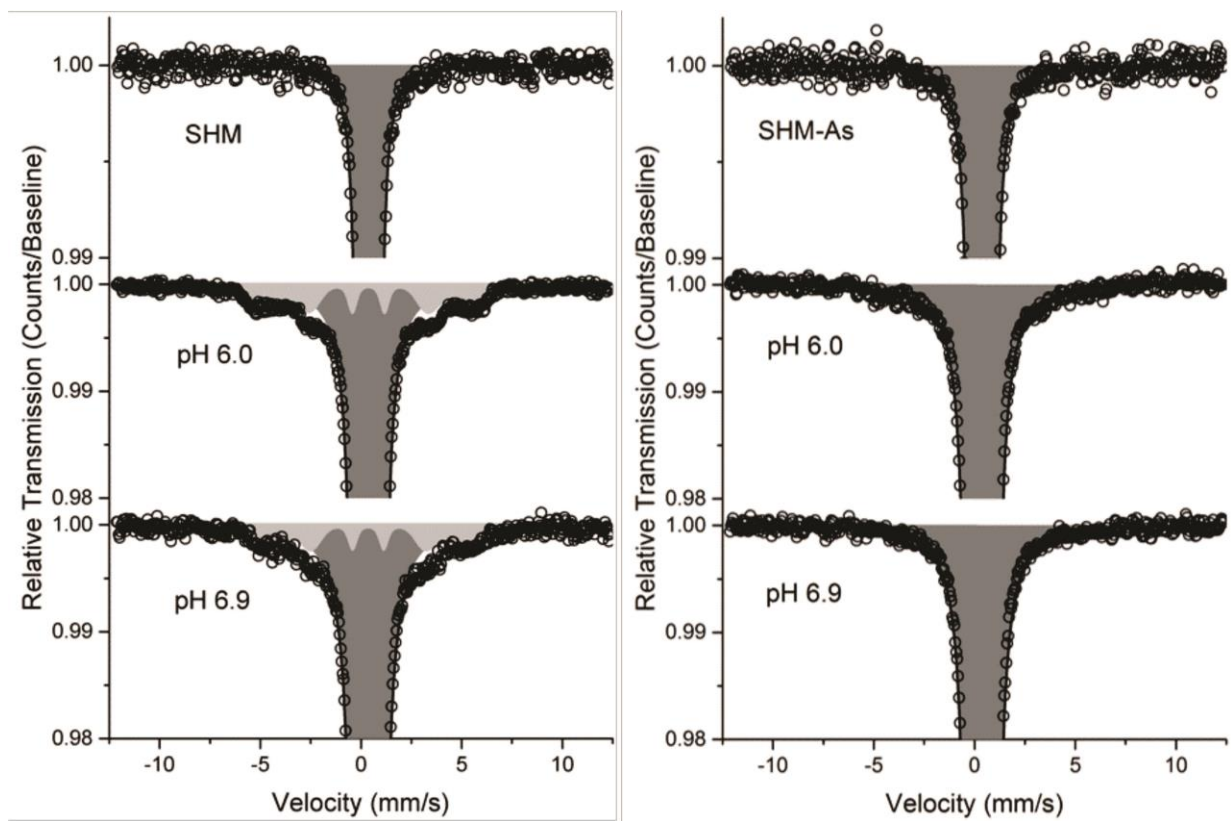 Relative Transmission (Counts/Baseline)
1.00
SHM
0.99
1.00
pH 6.0
0.99
0.98
1.00
pH 6.9
0.99
0.98
-10 -5 0 5 10
Velocity (mm/s)
Relative Transmission (Counts/Baseline)
1.00
SHM-As
0.99
1.00
pH 6.0
0.99
0.98
1.00
pH 6.9
0.99
0.98
-10 -5 0 5 10
Velocity (mm/s)